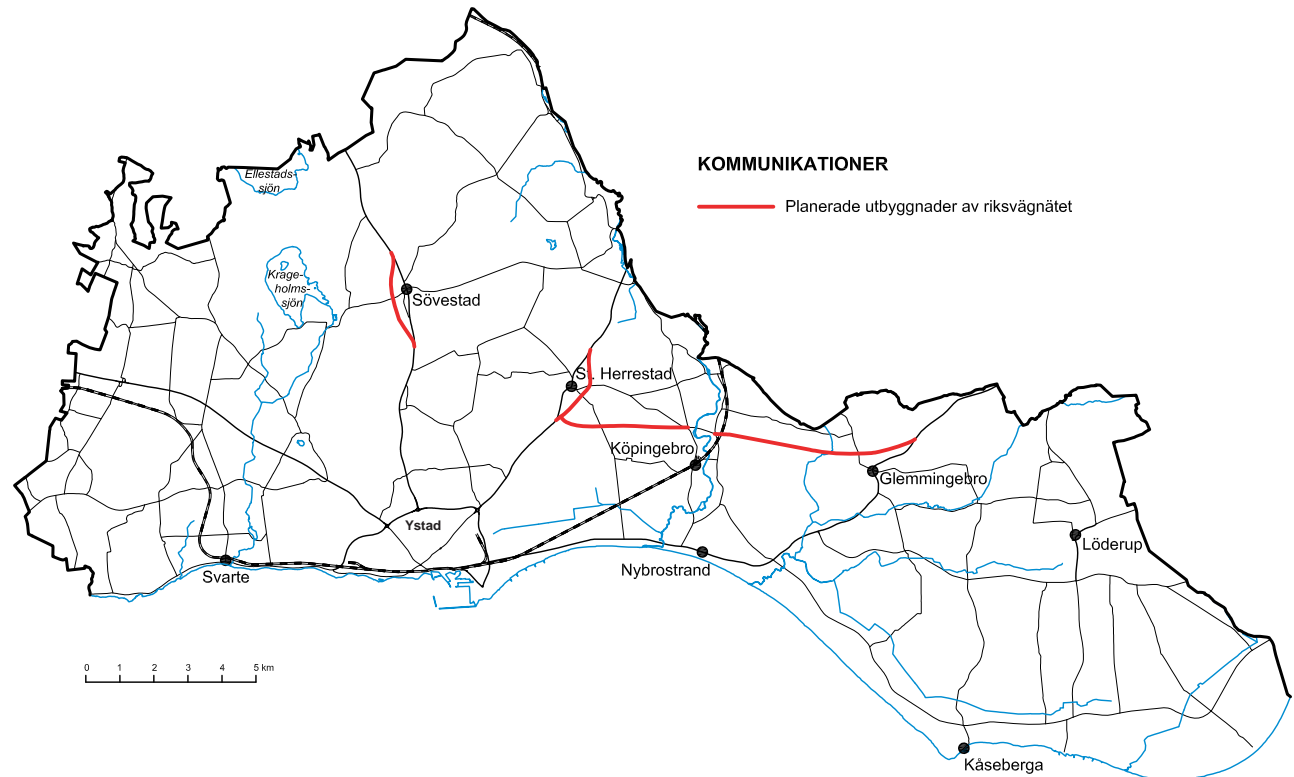 KOMMUNIKATIONER
Planerade utbyggnader av riksvägnätet
Ellestads-
sjön
Krage-
holms-
sjön
Sövestad
St. Herrestad
Köpingebro
Glemmingebro
Ystad
Löderup
Svarte
Nybrostrand
Kåseberga
0 1 2 3 4 5 km